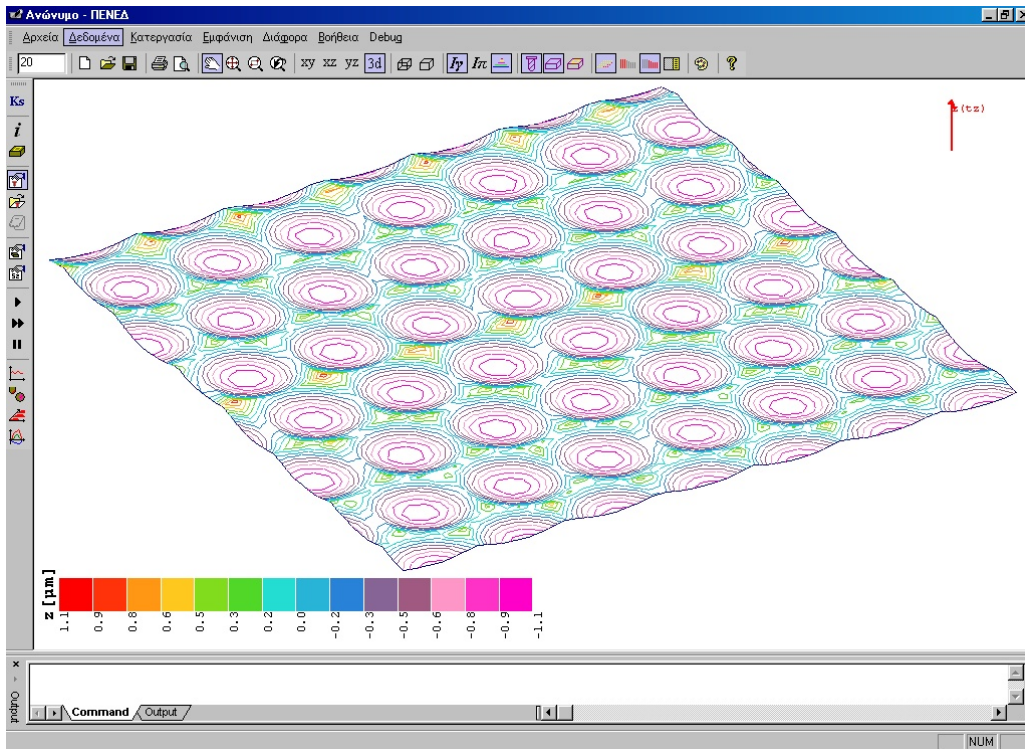 Ανώνυμο - ΠΕΝΕΔ
Αρχεία Δεδομένα Κατεργασία Εμφάνιση Διάφορα Βοήθεια Debug
20 xy xz yz 3d Iγ Iπ ?
Ks
i
z(tz)
z [μm]
1.1 0.9 0.8 0.6 0.5 0.3 0.2 0.0 -0.2 -0.3 -0.5 -0.6 -0.8 -0.9 -1.1
Output
Command Output
NUM